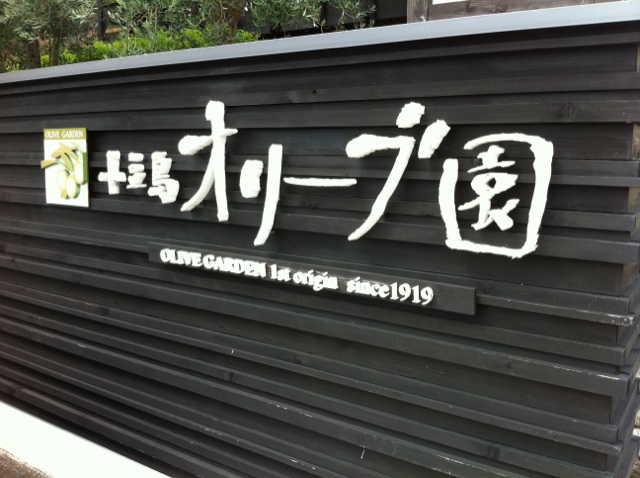 OLIVE GARDEN
小豆島オリーブ園
OLIVE GARDEN 1st origin since1919